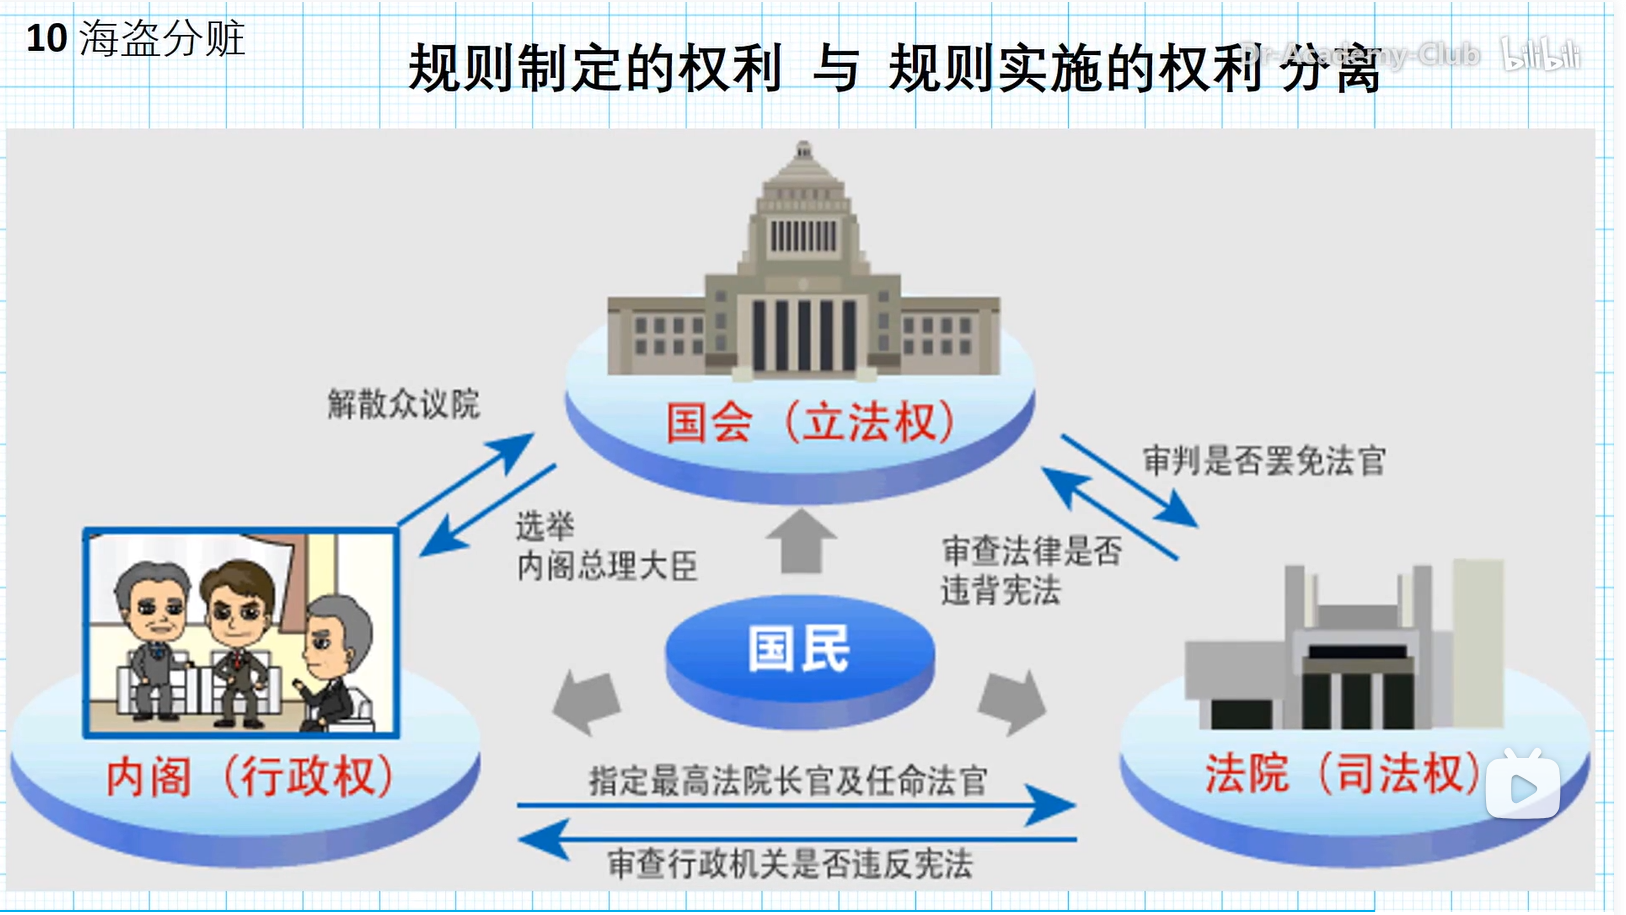 10 海盗分赃
规则制定的权利 与 规则实施的权利 分离
Dr-Academy-Club bilibili
国会（立法权）
解散众议院
选举
内阁总理大臣
审判是否罢免法官
审查法律是否
违背宪法
国民
内阁（行政权）
法院（司法权）
指定最高法院长官及任命法官
审查行政机关是否违反宪法